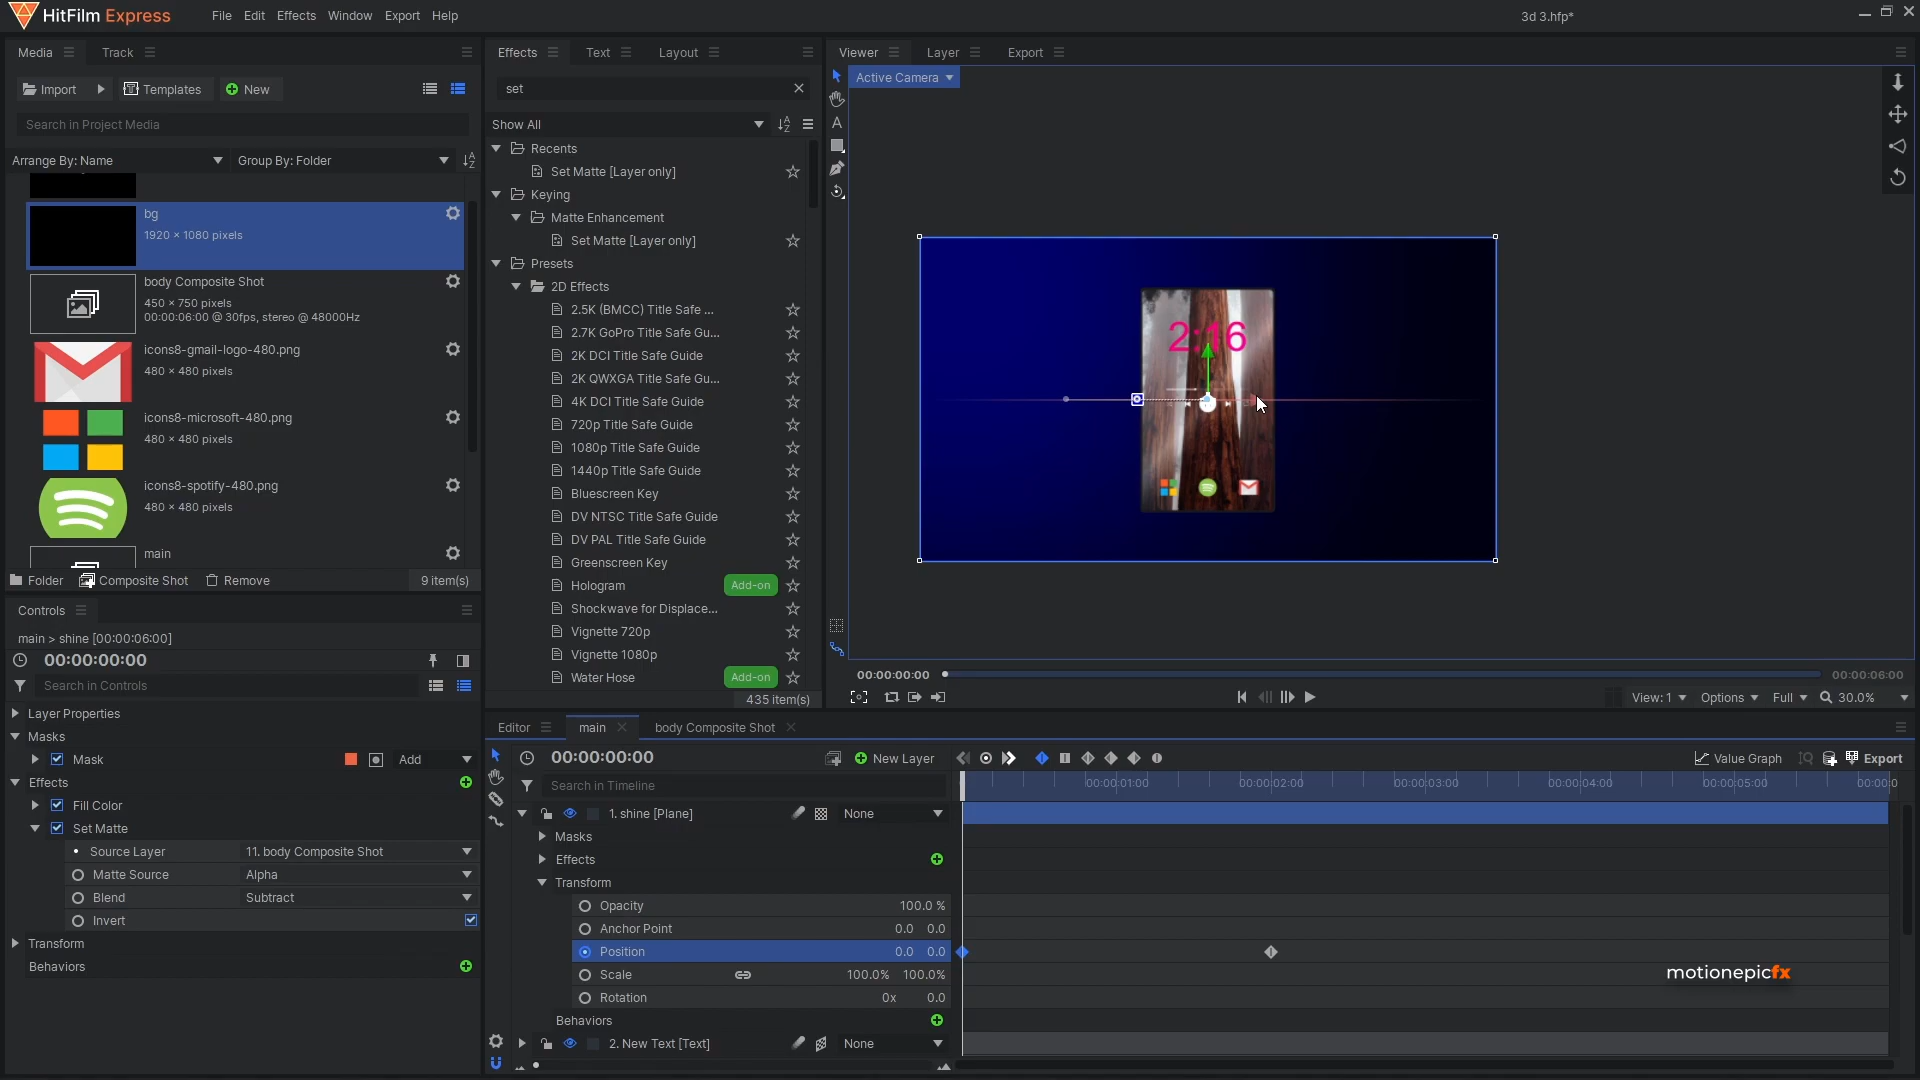 HitFilm Express
File Edit Effects Window Export Help
3d 3.hfp*
Media Track
Effects Text Layout
Viewer Layer Export
Import Templates New
set
Active Camera
Search in Project Media
Show All
Arrange By: Name Group By: Folder
Recents
Set Matte [Layer only]
Keying
Matte Enhancement
Set Matte [Layer only]
Presets
2D Effects
2.5K (BMCC) Title Safe ...
2.7K GoPro Title Safe Gu...
2K DCI Title Safe Guide
2K QWXGA Title Safe Gu...
4K DCI Title Safe Guide
720p Title Safe Guide
1080p Title Safe Guide
1440p Title Safe Guide
Bluescreen Key
DV NTSC Title Safe Guide
DV PAL Title Safe Guide
Greenscreen Key
Hologram Add-on
Shockwave for Displace...
Vignette 720p
Vignette 1080p
Water Hose Add-on
435 item(s)
bg
1920 × 1080 pixels
body Composite Shot
450 × 750 pixels
00:00:06:00 @ 30fps, stereo @ 48000Hz
icons8-gmail-logo-480.png
480 × 480 pixels
icons8-microsoft-480.png
480 × 480 pixels
icons8-spotify-480.png
480 × 480 pixels
main
Folder Composite Shot Remove 9 item(s)
A
2:16
00:00:00:00 00:00:06:00
View: 1 Options Full 30.0%
Controls
main > shine [00:00:06:00]
00:00:00:00
Search in Controls
Layer Properties
Masks
Mask Add
Effects
Fill Color
Set Matte
Source Layer 11. body Composite Shot
Matte Source Alpha
Blend Subtract
Invert
Transform
Behaviors
Editor main body Composite Shot
00:00:00:00 New Layer Value Graph Export
Search in Timeline
00:00:01:00 00:00:02:00 00:00:03:00 00:00:04:00 00:00:05:00 00:00:0
1. shine [Plane] None
Masks
Effects
Transform
Opacity 100.0 %
Anchor Point 0.0 0.0
Position 0.0 0.0
Scale 100.0% 100.0%
Rotation 0x 0.0
Behaviors
2. New Text [Text] None
motionepicfx